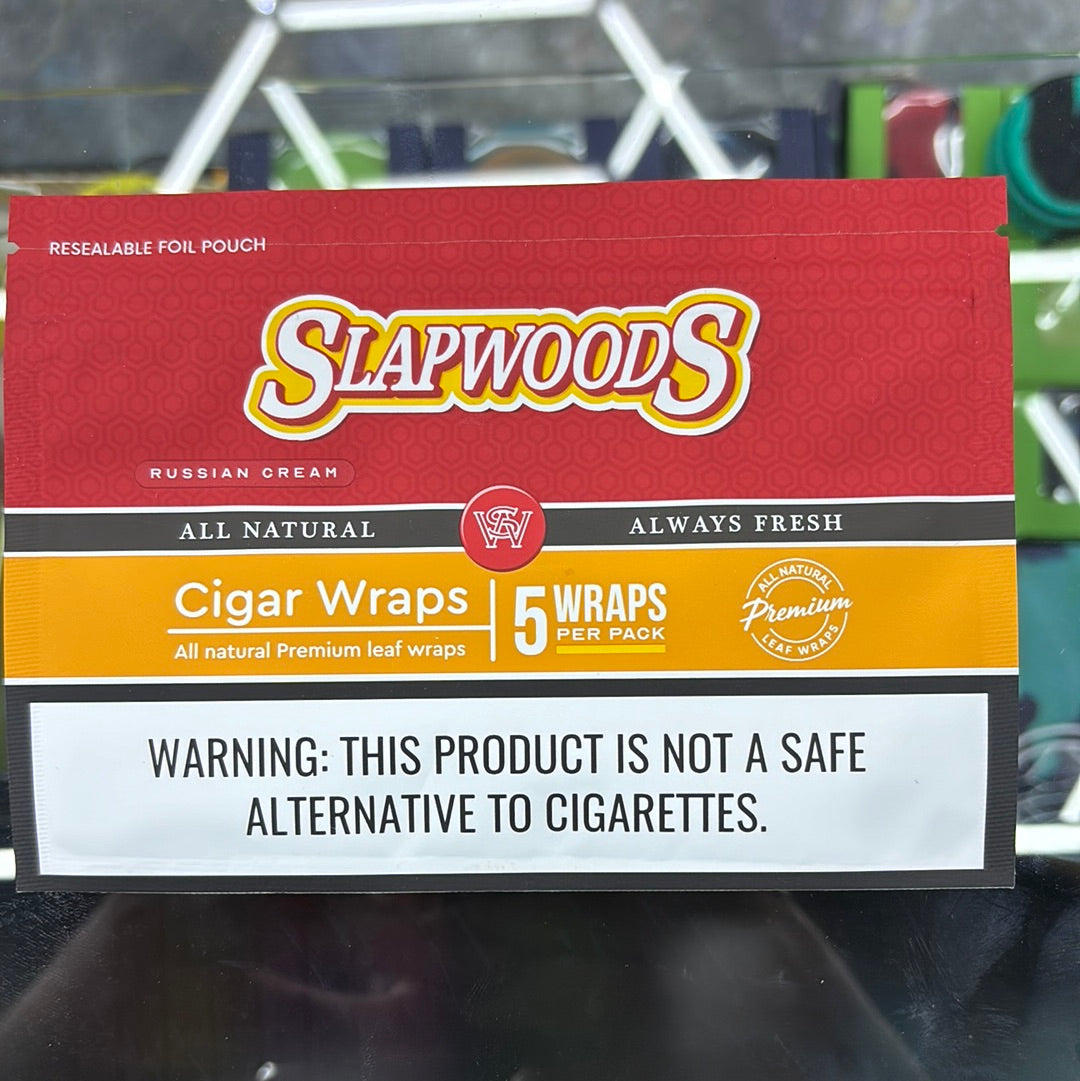 RESEALABLE FOIL POUCH
SLAPWOODS
RUSSIAN CREAM
ALL NATURAL
SW
ALWAYS FRESH
Cigar Wraps
All natural Premium leaf wraps
5 WRAPS
PER PACK
ALL NATURAL
Premium
LEAF WRAPS
WARNING: THIS PRODUCT IS NOT A SAFE
ALTERNATIVE TO CIGARETTES.